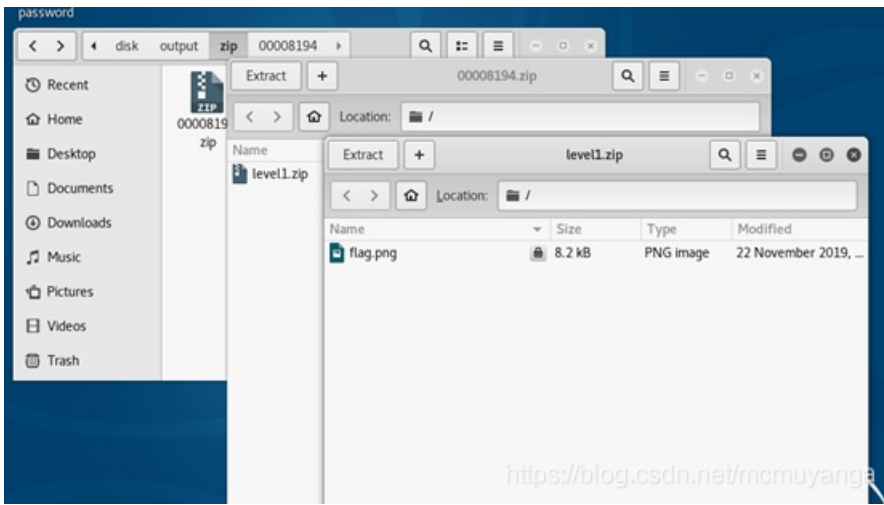 password
disk output zip 00008194
Recent
Home
Desktop
Documents
Downloads
Music
Pictures
Videos
Trash
ZIP
0000819
zip
Extract + 00008194.zip
Location: /
Name
level1.zip
Extract + level1.zip
Location: /
Name Size Type Modified
flag.png 8.2 kB PNG image 22 November 2019, ...
https://blog.csdn.net/mcmuyanga